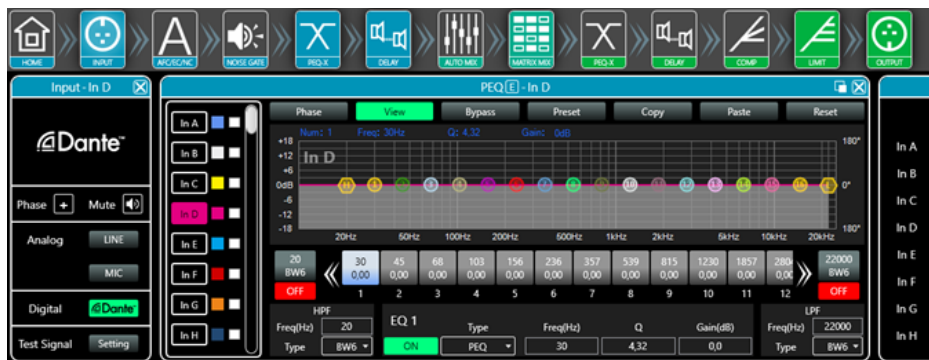 HOME INPUT AFC/EC/NC NOISE GATE PEQ-X DELAY AUTO MIX MATRIX MIX PEQ-X DELAY COMP LIMIT OUTPUT
Input - In D
PEQ E - In D
Dante™
Phase + Mute
Analog LINE
MIC
Digital Dante™
Test Signal Setting
In A
In B
In C
In D
In E
In F
In G
In H
Phase View Bypass Preset Copy Paste Reset
Num: 1 Freq: 30Hz Q: 4,32 Gain: 0dB
In D
+18
+12
+6
0dB
-6
-12
-18
180°
0°
180°
20Hz 50Hz 100Hz 200Hz 600Hz 1kHz 2kHz 5kHz 10kHz 20kHz
20 30 45 68 103 156 236 357 539 815 1230 1857 280 22000
BW6 0,00 0,00 0,00 0,00 0,00 0,00 0,00 0,00 0,00 0,00 0,00 0,00 BW6
OFF 1 2 3 4 5 6 7 8 9 10 11 12 OFF
HPF
Freq(Hz) 20
Type BW6
EQ 1 Type Freq(Hz) Q Gain(dB)
ON PEQ 30 4,32 0,0
LPF
Freq(Hz) 22000
Type BW6
In A
In B
In C
In D
In E
In F
In G
In H